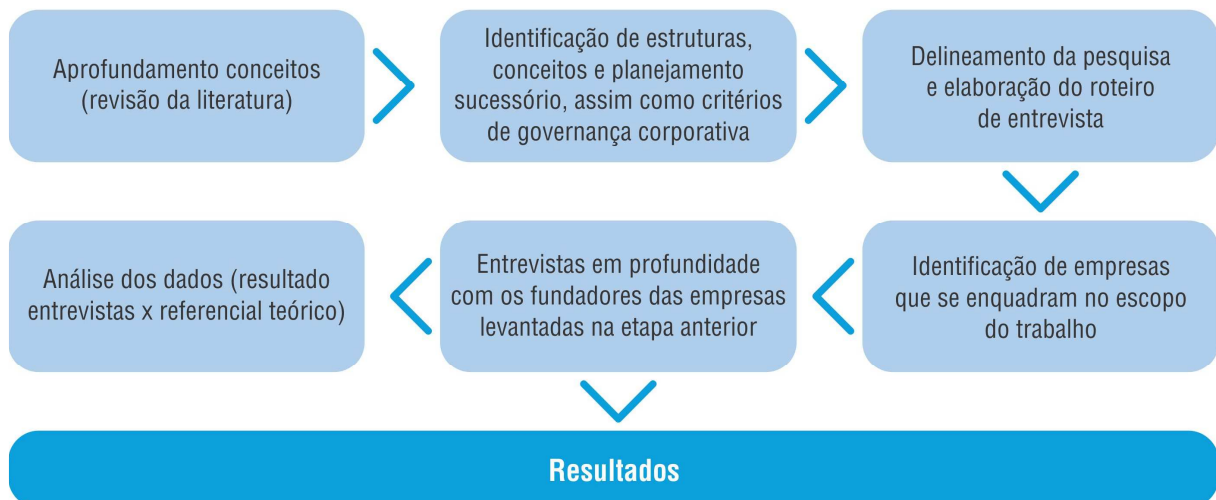 Aprofundamento conceitos
(revisão da literatura)
Identificação de estruturas,
conceitos e planejamento
sucessório, assim como critérios
de governança corporativa
Delineamento da pesquisa
e elaboração do roteiro
de entrevista
Identificação de empresas
que se enquadram no escopo
do trabalho
Entrevistas em profundidade
com os fundadores das empresas
levantadas na etapa anterior
Análise dos dados (resultado
entrevistas x referencial teórico)
Resultados